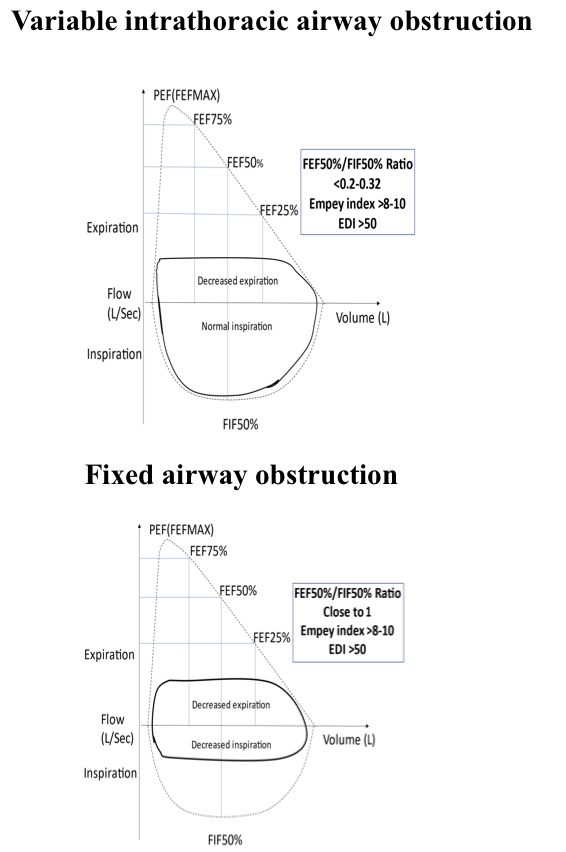 Variable intrathoracic airway obstruction
PEF(FEFMAX)
FEF75%
FEF50%
FEF50%/FIF50% Ratio
<0.2-0.32
Empey index >8-10
EDI >50
FEF25%
Expiration
Decreased expiration
Flow
(L/Sec)
Volume (L)
Normal inspiration
Inspiration
FIF50%
Fixed airway obstruction
PEF(FEFMAX)
FEF75%
FEF50%
FEF50%/FIF50% Ratio
Close to 1
Empey index >8-10
EDI >50
FEF25%
Expiration
Decreased expiration
Flow
(L/Sec)
Volume (L)
Decreased inspiration
Inspiration
FIF50%